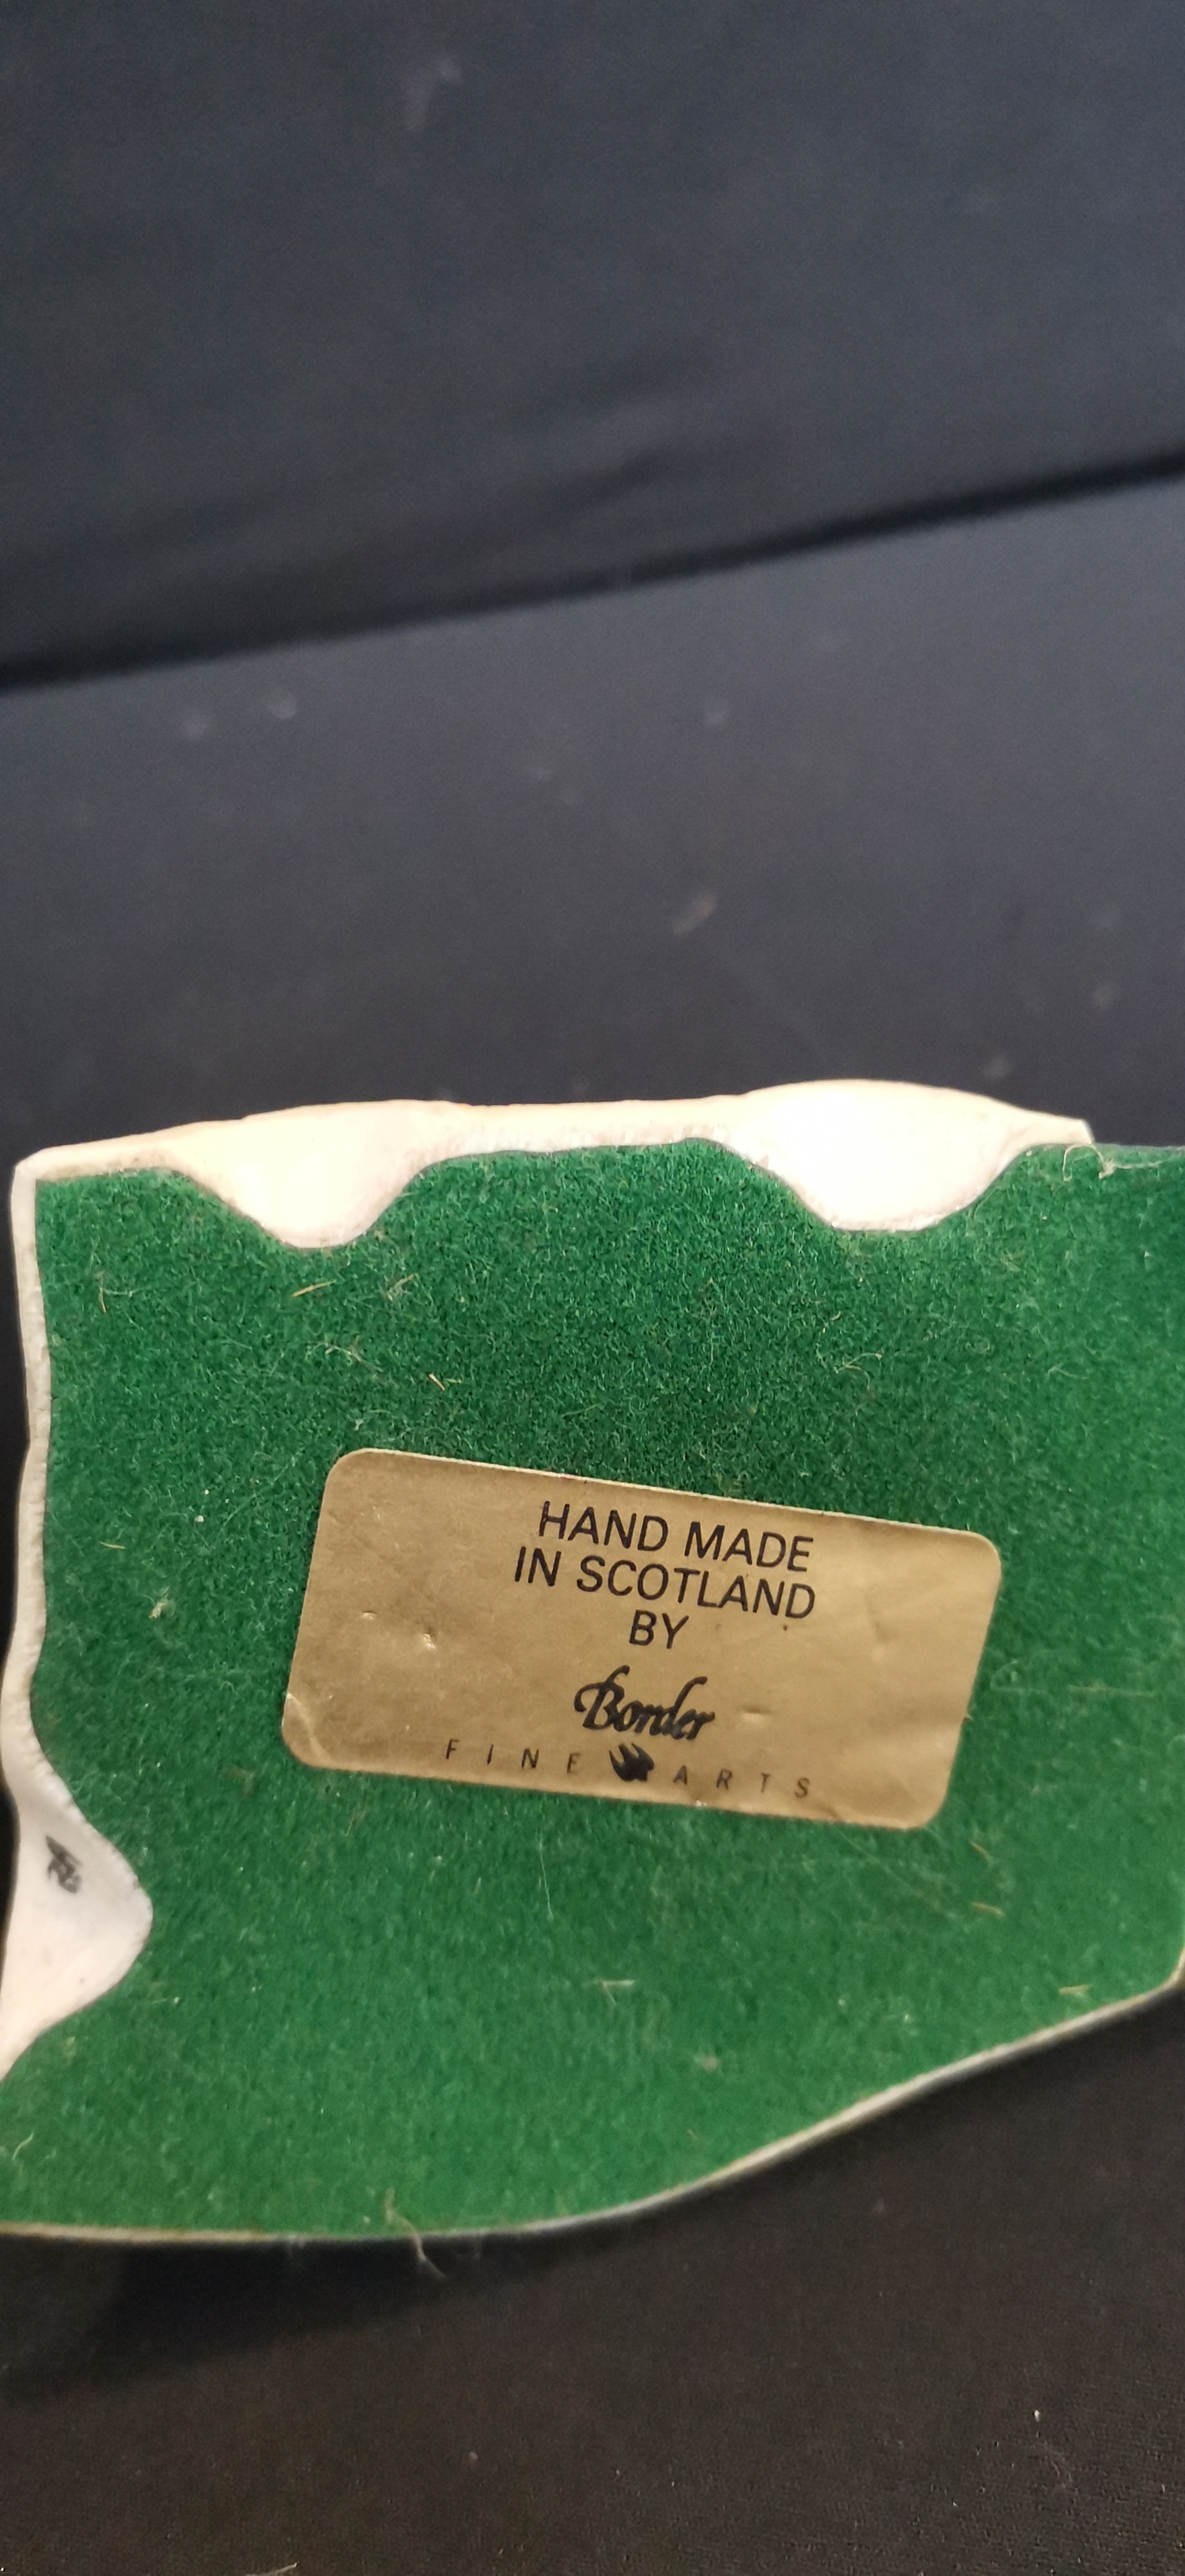 HAND MADE
IN SCOTLAND
BY
Border
FINE ARTS